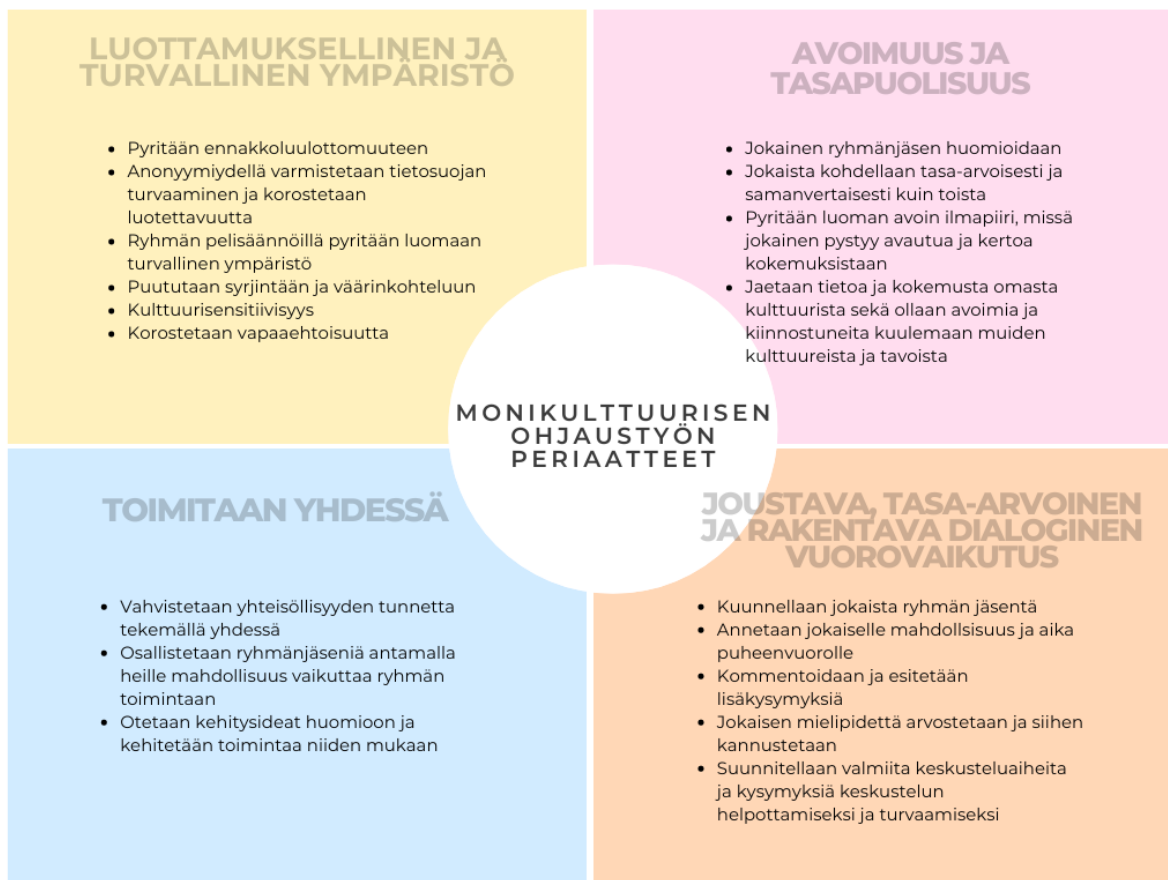 LUOTTAMUKSELLINEN JA
TURVALLINEN YMPÄRISTÖ
• Pyritään ennakkoluulottomuuteen
• Anonyymiydellä varmistetaan tietosuojan
turvaaminen ja korostetaan
luotettavuutta
• Ryhmän pelisäännöillä pyritään luomaan
turvallinen ympäristö
• Puututaan syrjintään ja väärinkohteluun
• Kulttuurisensitiivisyys
• Korostetaan vapaaehtoisuutta
AVOIMUUS JA
TASAPUOLISUUS
• Jokainen ryhmänjäsen huomioidaan
• Jokaista kohdellaan tasa-arvoisesti ja
samanvertaisesti kuin toista
• Pyritään luoman avoin ilmapiiri, missä
jokainen pystyy avautua ja kertoa
kokemuksistaan
• Jaetaan tietoa ja kokemusta omasta
kulttuurista sekä ollaan avoimia ja
kiinnostuneita kuulemaan muiden
kulttuureista ja tavoista
MONIKULTTUURISEN
OHJAUSTYÖN
PERIAATTEET
TOIMITAAN YHDESSÄ
• Vahvistetaan yhteisöllisyyden tunnetta
tekemällä yhdessä
• Osallistetaan ryhmänjäseniä antamalla
heille mahdollisuus vaikuttaa ryhmän
toimintaan
• Otetaan kehitysideat huomioon ja
kehitetään toimintaa niiden mukaan
JOUSTAVA, TASA-ARVOINEN
JA RAKENTAVA DIALOGINEN
VUOROVAIKUTUS
• Kuunnellaan jokaista ryhmän jäsentä
• Annetaan jokaiselle mahdollsisuus ja aika
puheenvuorolle
• Kommentoidaan ja esitetään
lisäkysymyksiä
• Jokaisen mielipidettä arvostetaan ja siihen
kannustetaan
• Suunnitellaan valmiita keskusteluaiheita
ja kysymyksiä keskustelun
helpottamiseksi ja turvaamiseksi